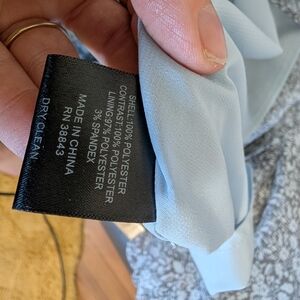 SHELL:100% POLYESTER
CONTRAST:100% POLYESTER
LINING:97% POLYESTER
3% SPANDEX
MADE IN CHINA
RN 38843
DRY CLEAN